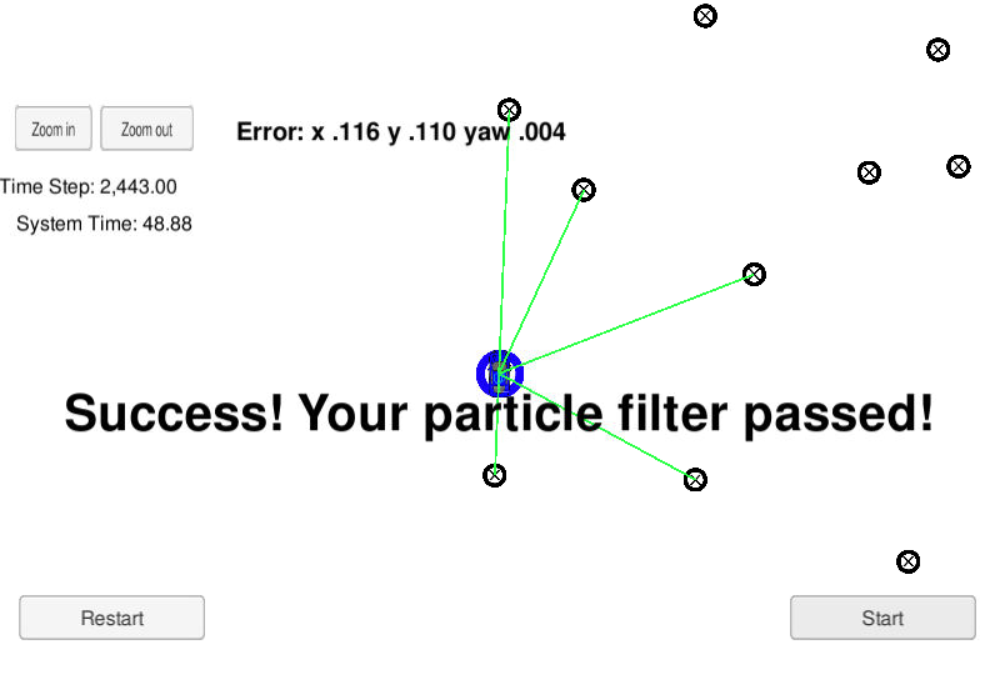 Zoom in
Zoom out
Error: x .116 y .110 yaw .004
Time Step: 2,443.00
System Time: 48.88
Success! Your particle filter passed!
Restart
Start